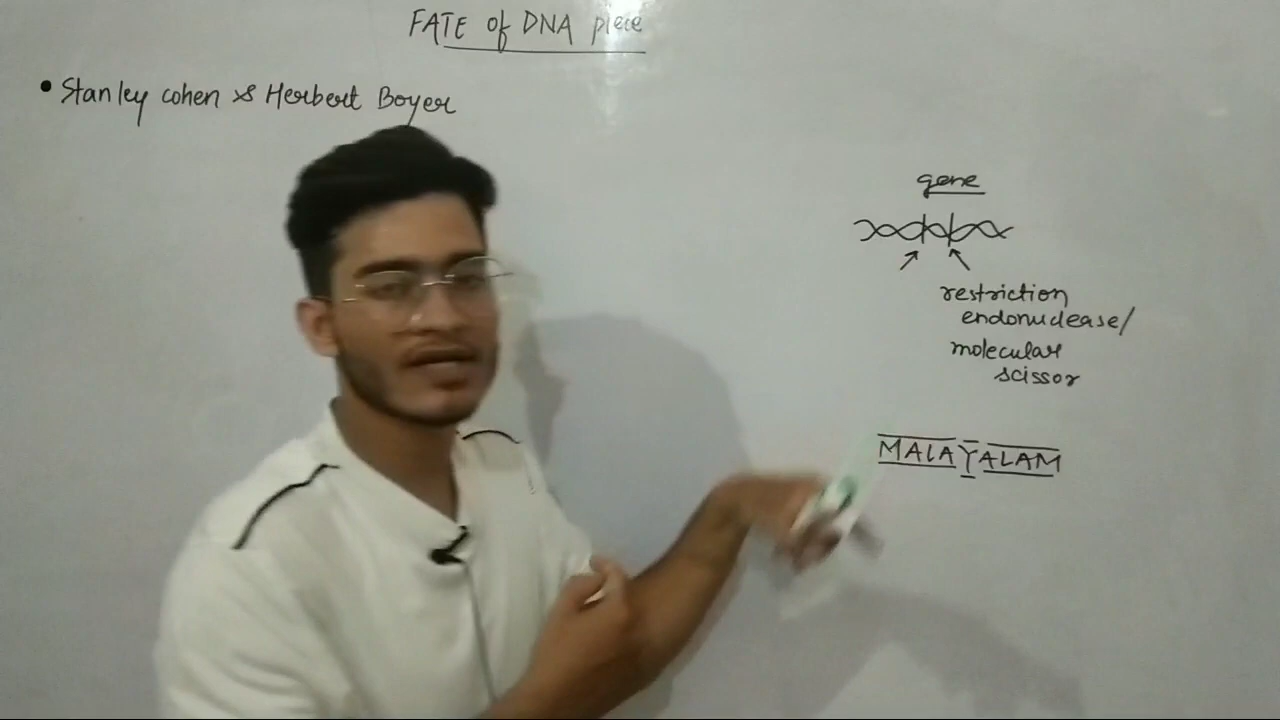 FATE of DNA piece
• Stanley cohen & Herbert Boyer
gene
restriction
endonuclease/
molecular
scissor
MALAYALAM